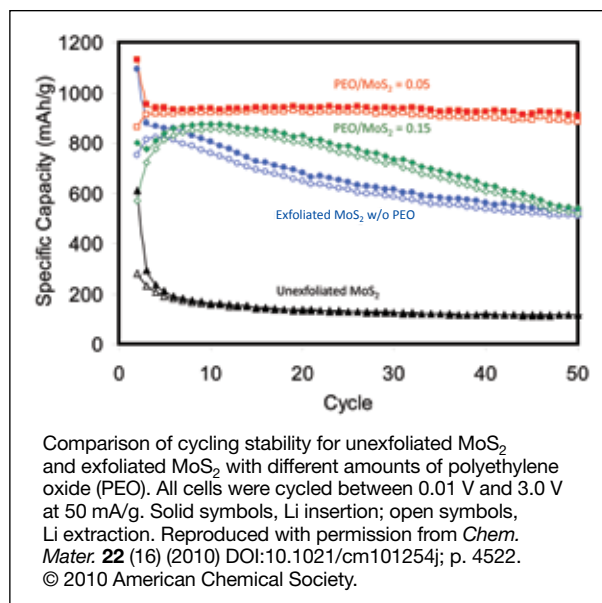 1200
1000
800
600
400
200
0
Specific Capacity (mAh/g)
PEO/MoS₂ = 0.05
PEO/MoS₂ = 0.15
Exfoliated MoS₂ w/o PEO
Unexfoliated MoS₂
0 10 20 30 40 50
Cycle
Comparison of cycling stability for unexfoliated MoS₂
and exfoliated MoS₂ with different amounts of polyethylene
oxide (PEO). All cells were cycled between 0.01 V and 3.0 V
at 50 mA/g. Solid symbols, Li insertion; open symbols,
Li extraction. Reproduced with permission from Chem.
Mater. 22 (16) (2010) DOI:10.1021/cm101254j; p. 4522.
© 2010 American Chemical Society.